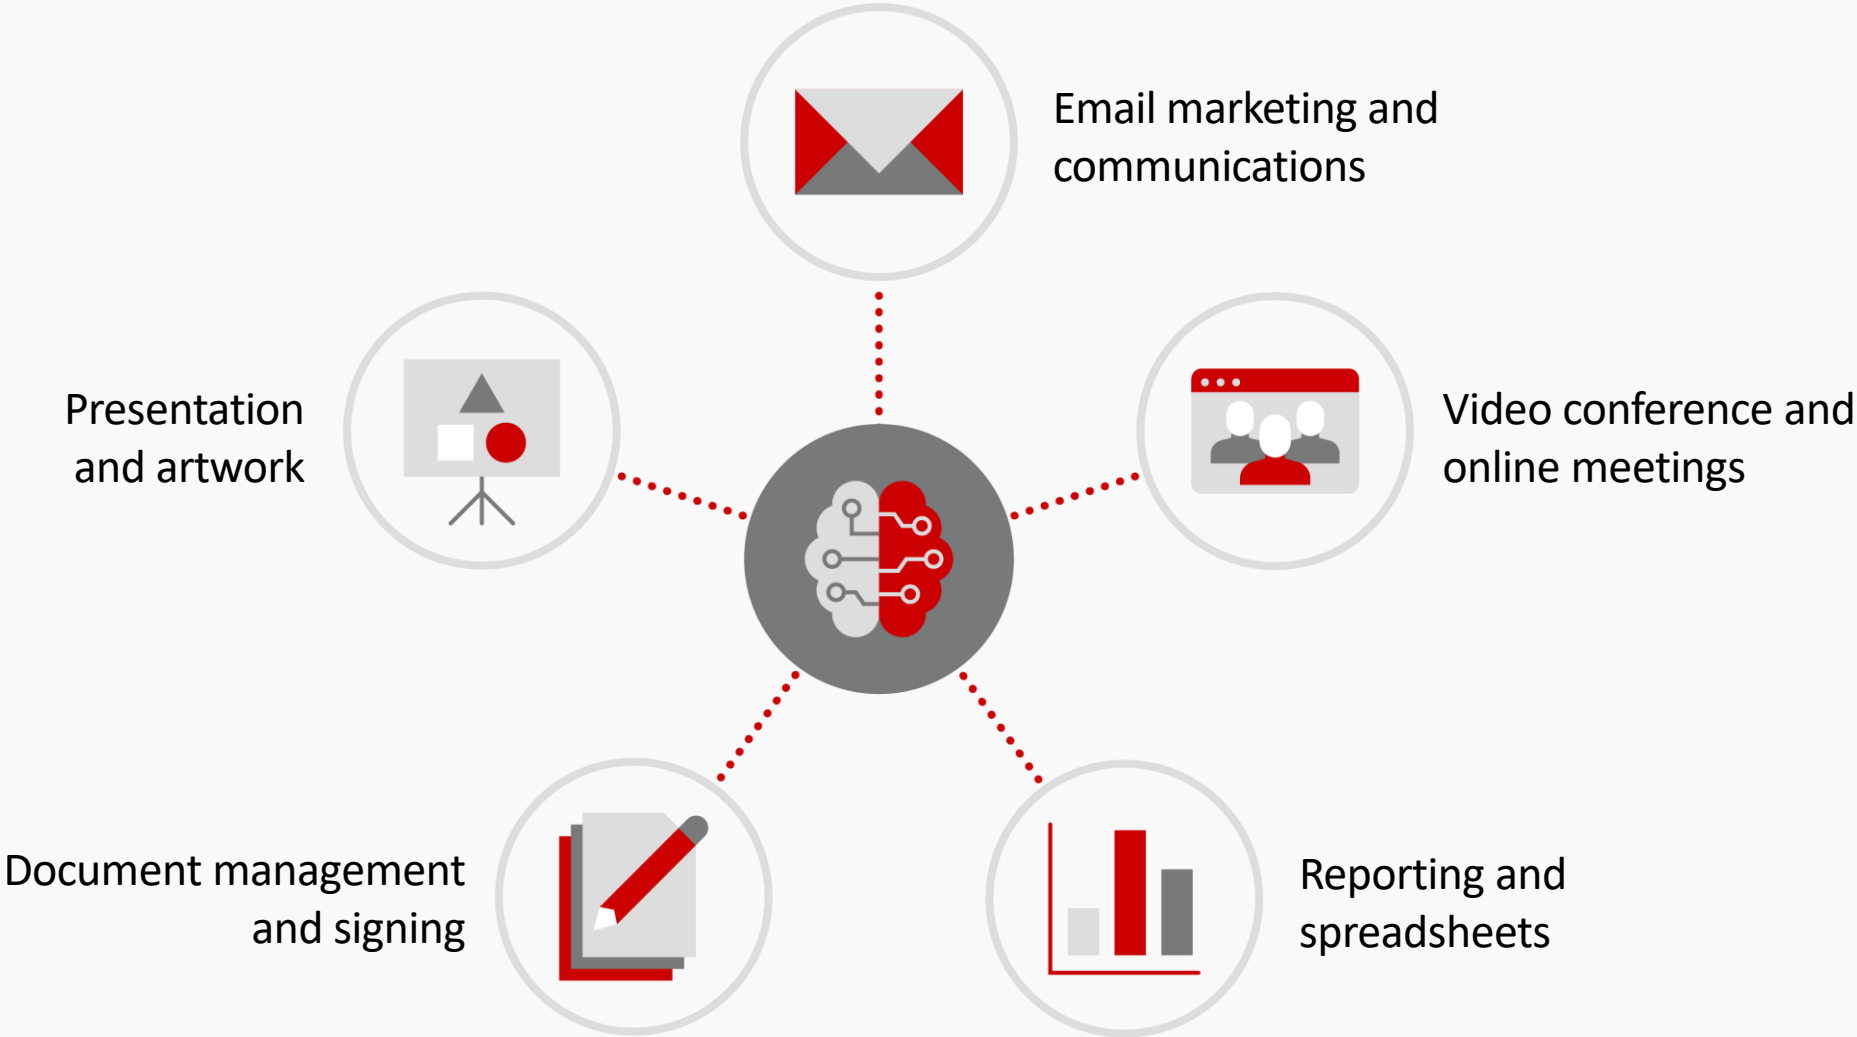 Email marketing and
communications
Presentation
and artwork
Video conference and
online meetings
Document management
and signing
Reporting and
spreadsheets